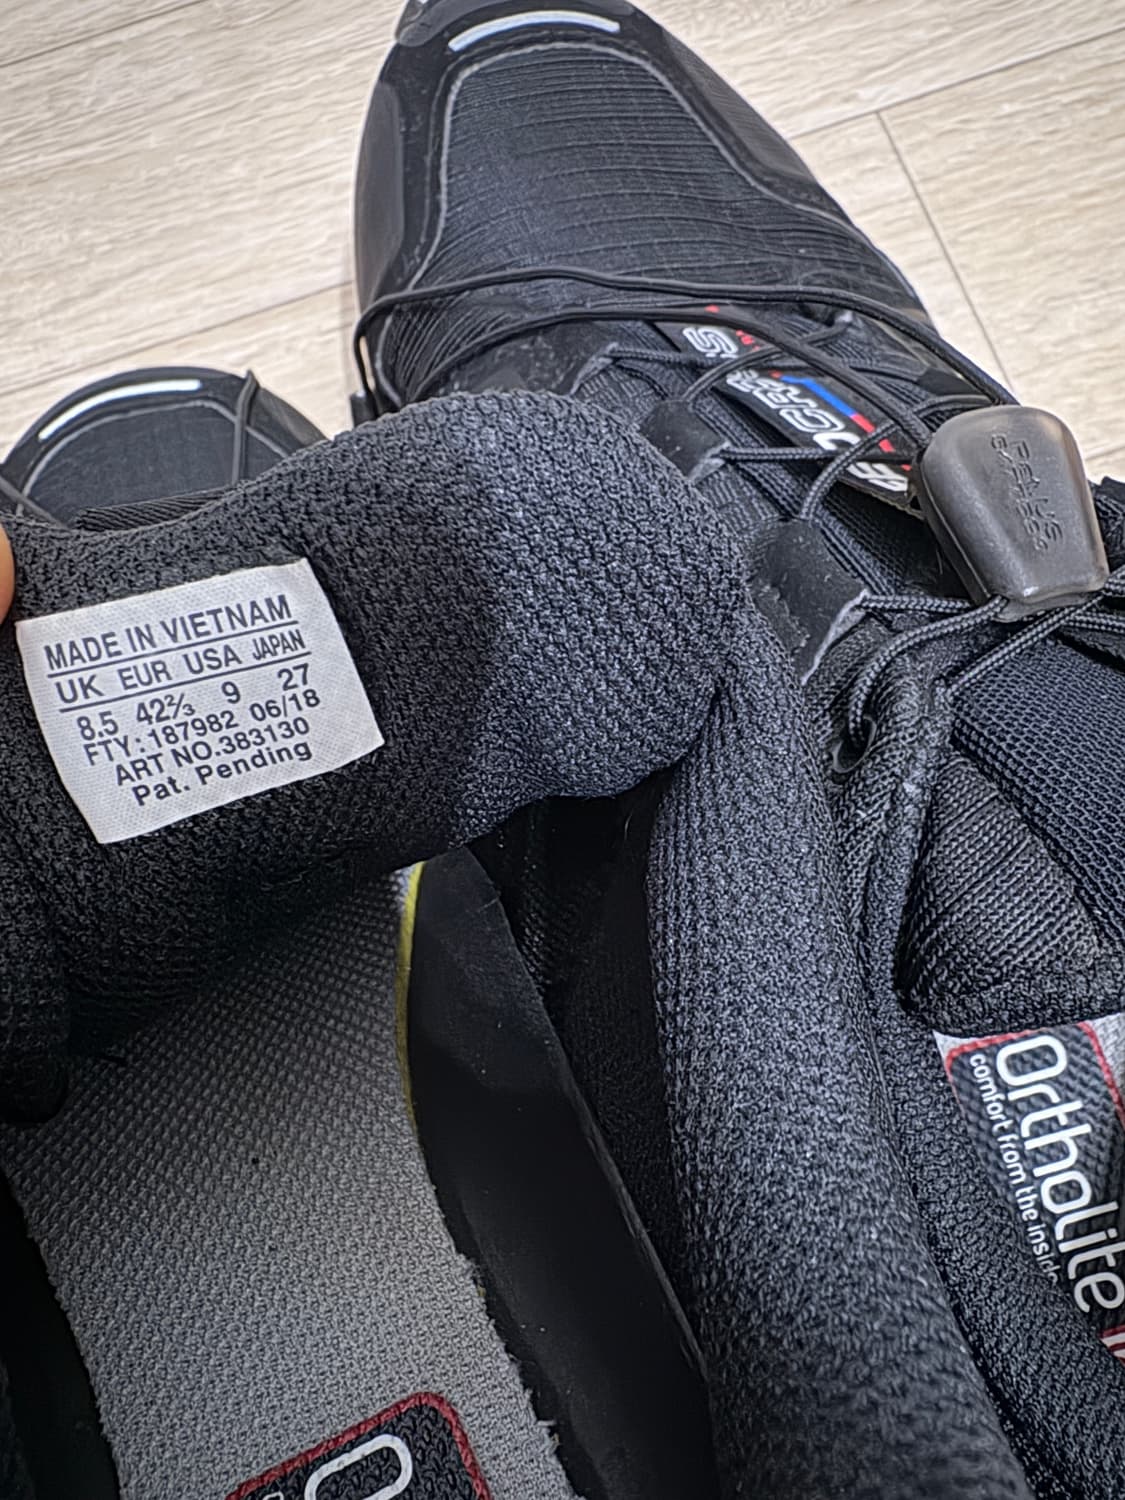 MADE IN VIETNAM
UK EUR USA JAPAN
8.5 42⅔ 9 27
FTY:187982 06/18
ART NO.383130
Pat. Pending
Ortholite
comfort from the inside